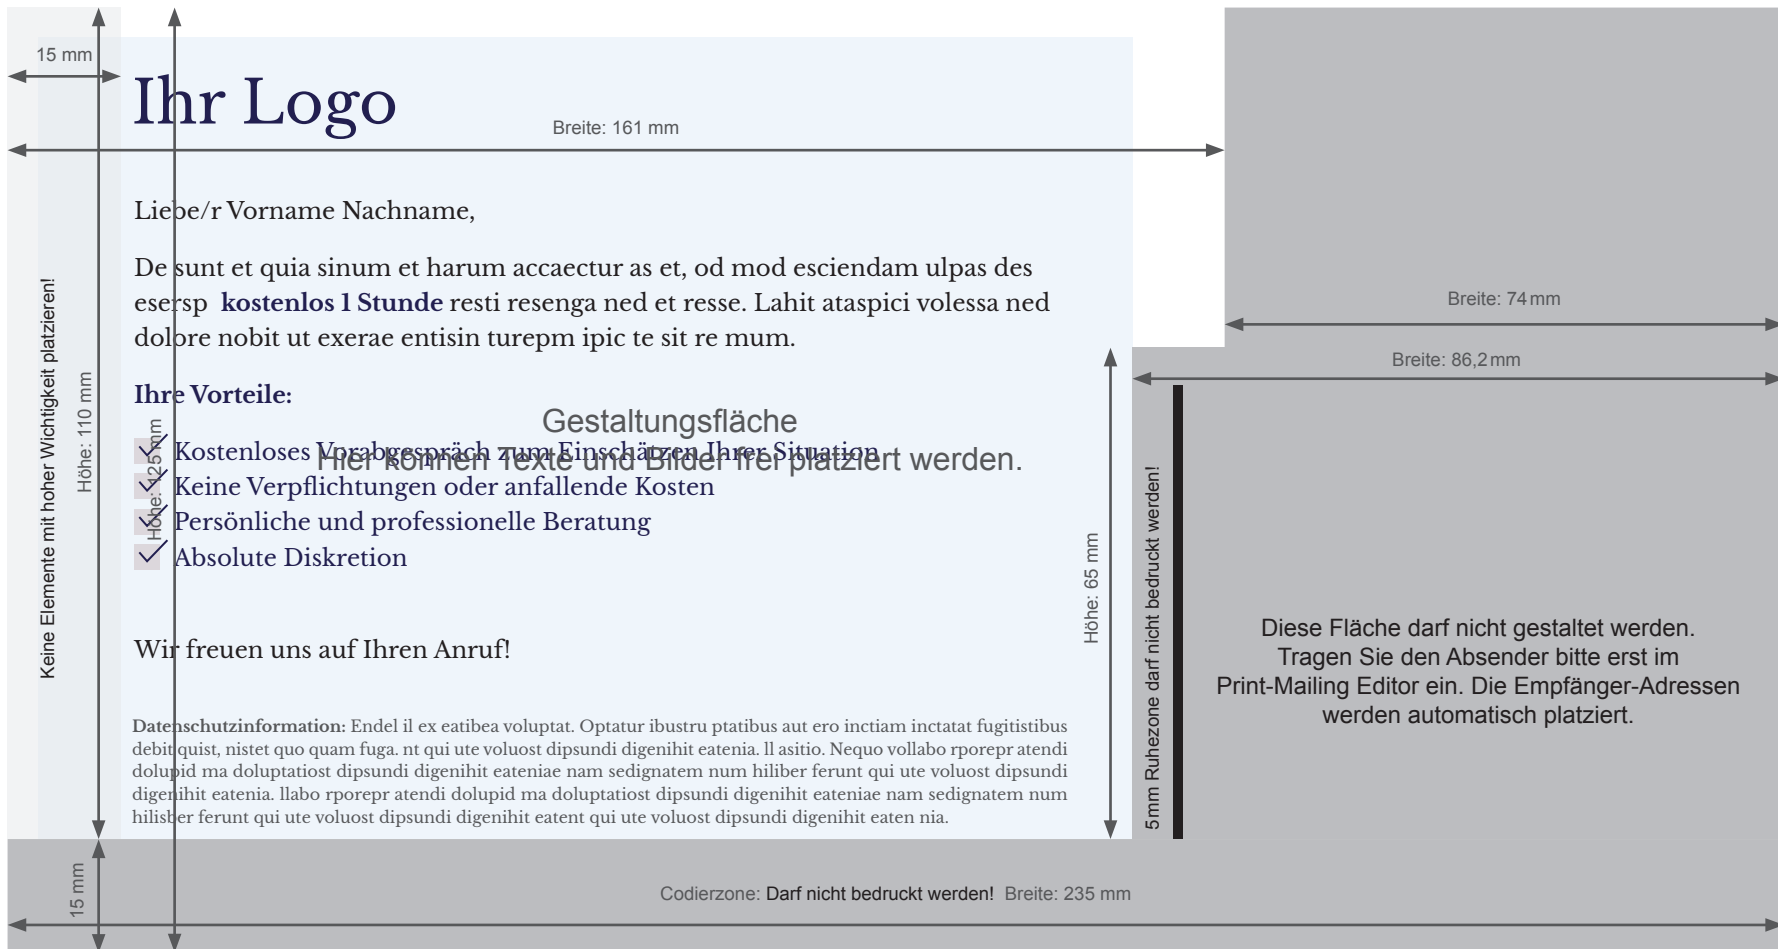 15 mm
Ihr Logo
Breite: 161 mm
Liebe/r Vorname Nachname,
De sunt et quia sinum et harum accaectur as et, od mod esciendam ulpas des
esersp kostenlos 1 Stunde resti resenga ned et resse. Lahit ataspici volessa ned
dolore nobit ut exerae entisin turepm ipic te sit re mum.
Ihre Vorteile:
Gestaltungsfläche
Hier können Texte und Bilder frei platziert werden.
Kostenloses Vorabgespräch zum Einschätzen Ihrer Situation
Keine Verpflichtungen oder anfallende Kosten
Persönliche und professionelle Beratung
Absolute Diskretion
Wir freuen uns auf Ihren Anruf!
Datenschutzinformation: Endel il ex eatibea voluptat. Optatur ibustru ptatibus aut ero inctiam inctatat fugitistibus
debit quist, nistet quo quam fuga. nt qui ute voluost dipsundi digenihit eatenia. ll asitio. Nequo vollabo rporepr atendi
dolupid ma doluptatiost dipsundi digenihit eateniae nam sedignatem num hiliber ferunt qui ute voluost dipsundi
digenihit eatenia. llabo rporepr atendi dolupid ma doluptatiost dipsundi digenihit eateniae nam sedignatem num
hilisber ferunt qui ute voluost dipsundi digenihit eatent qui ute voluost dipsundi digenihit eaten nia.
Keine Elemente mit hoher Wichtigkeit platzieren!
Höhe: 110 mm
Höhe: 125 mm
Höhe: 65 mm
5mm Ruhezone darf nicht bedruckt werden!
Breite: 74 mm
Breite: 86,2 mm
Diese Fläche darf nicht gestaltet werden.
Tragen Sie den Absender bitte erst im
Print-Mailing Editor ein. Die Empfänger-Adressen
werden automatisch platziert.
15 mm
Codierzone: Darf nicht bedruckt werden! Breite: 235 mm